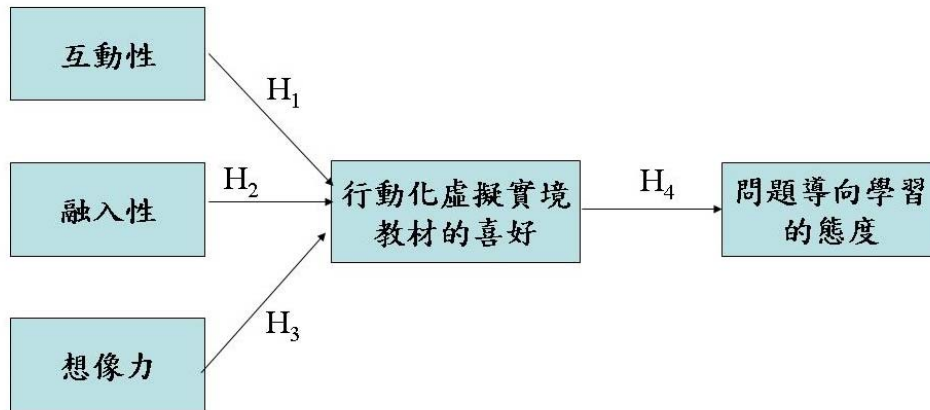 互動性
H1
融入性
H2
行動化虛擬實境
教材的喜好
H4
問題導向學習
的態度
H3
想像力